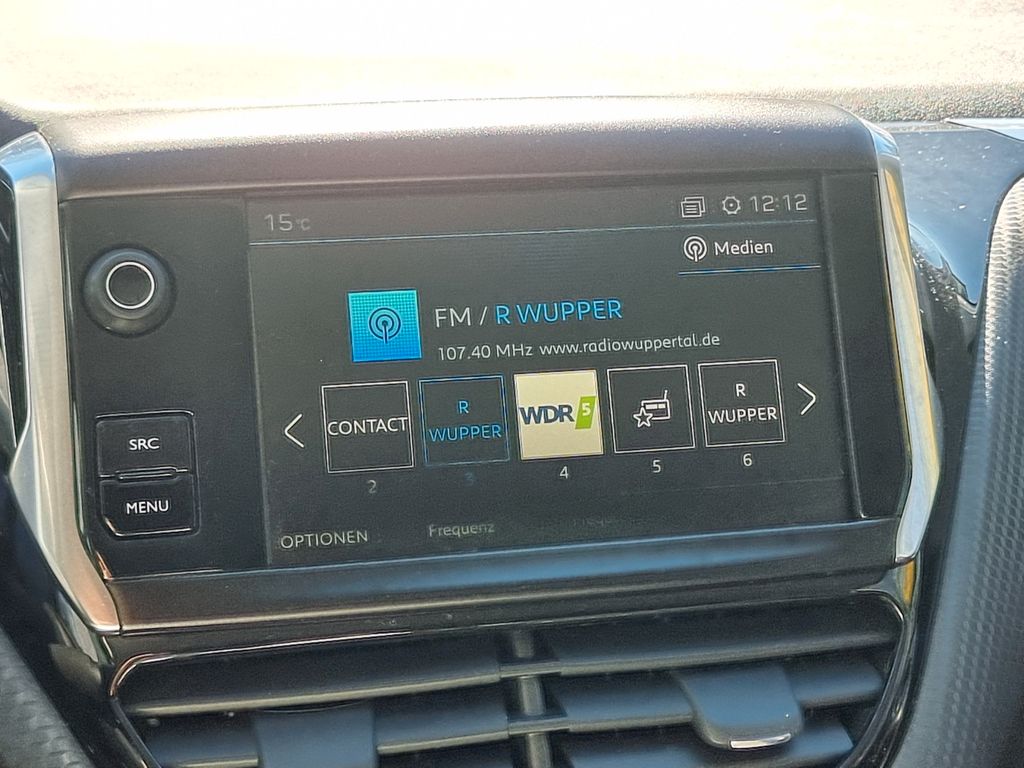 15°C
12:12
Medien
FM / R WUPPER
107.40 MHz www.radiowuppertal.de
SRC
MENU
CONTACT
R
WUPPER
WDR 5
R
WUPPER
2
3
4
5
6
OPTIONEN
Frequenz